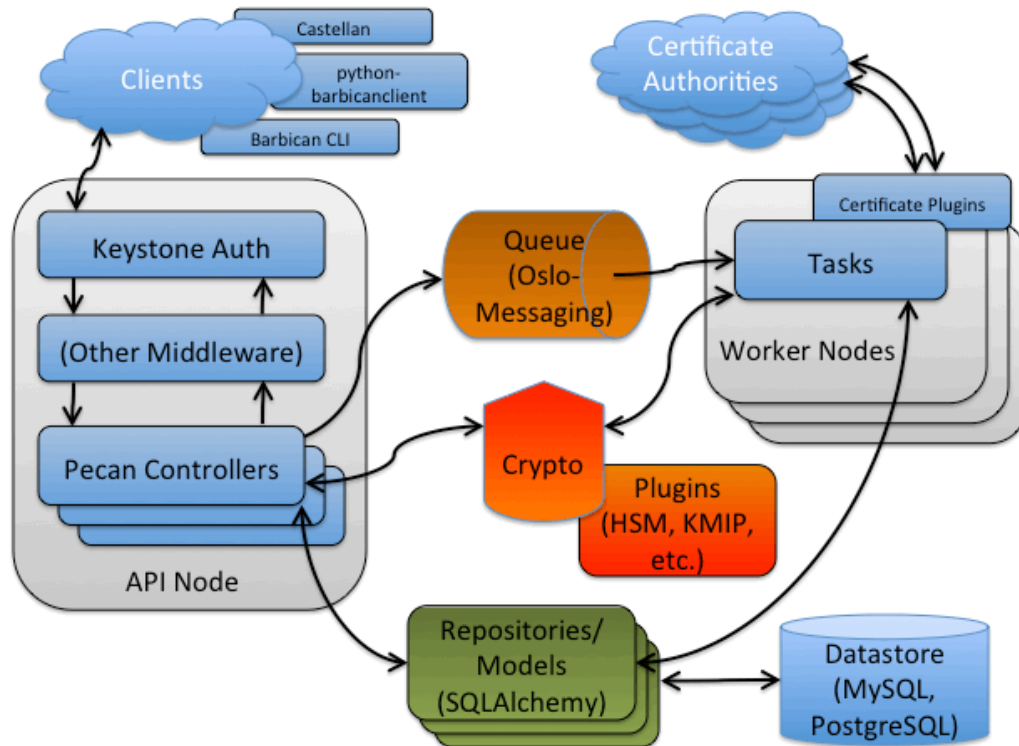 Castellan
Clients
python-
barbicanclient
Barbican CLI
Certificate
Authorities
Certificate Plugins
Keystone Auth
Queue
(Oslo-
Messaging)
Tasks
(Other Middleware)
Worker Nodes
Pecan Controllers
Crypto
Plugins
(HSM, KMIP,
etc.)
API Node
Repositories/
Models
(SQLAlchemy)
Datastore
(MySQL,
PostgreSQL)